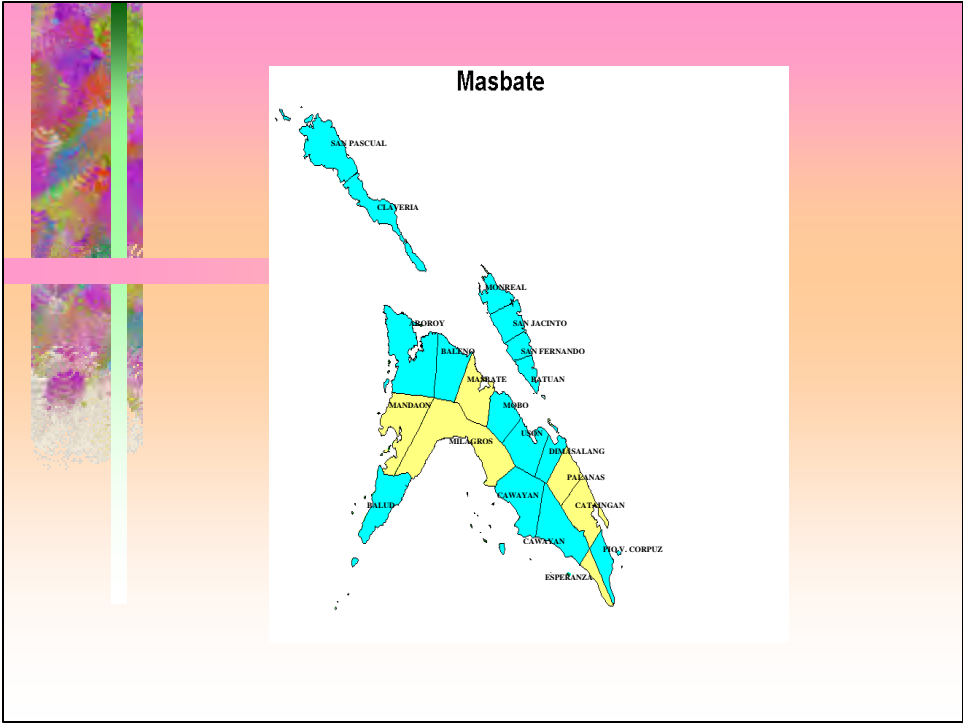 Masbate
SAN PASCUAL
CLAVERIA
MONREAL
AROROY
SAN JACINTO
BALENO
SAN FERNANDO
MASBATE
BATUAN
MANDAON
MOBO
USON
MILAGROS
DIMASALANG
PALANAS
CAWAYAN
BALUD
CATAINGAN
CAWAYAN
PIO V. CORPUZ
ESPERANZA